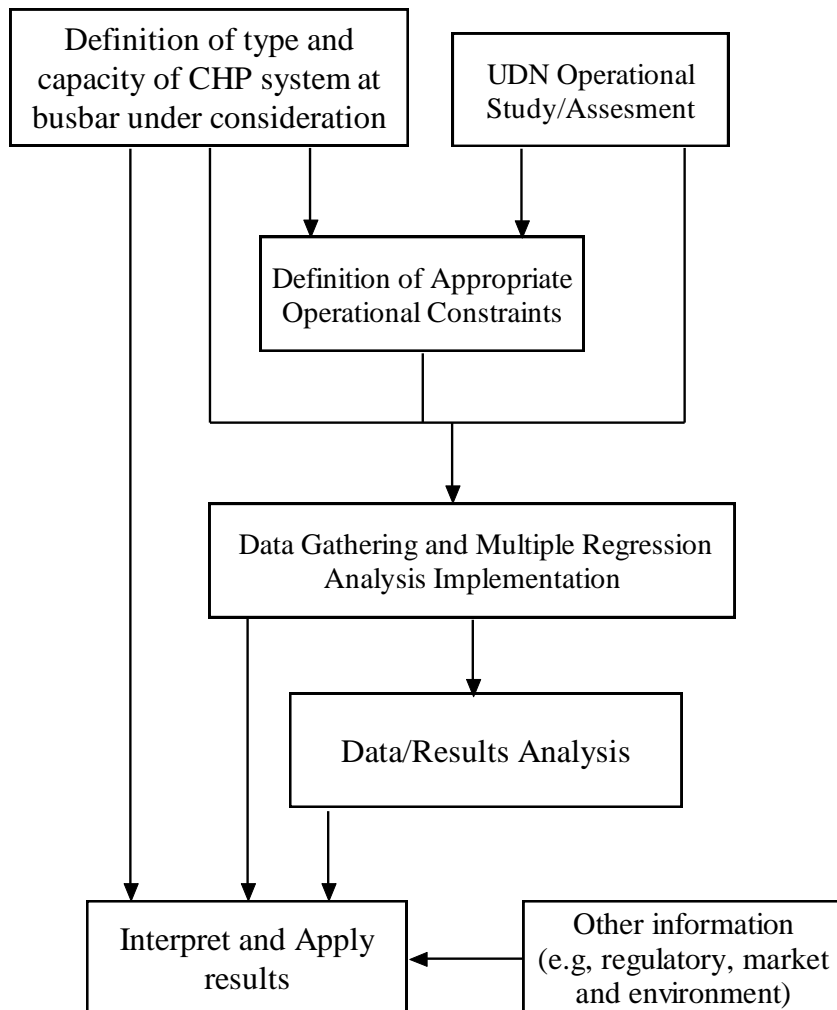 Definition of type and
capacity of CHP system at
busbar under consideration
UDN Operational
Study/Assesment
Definition of Appropriate
Operational Constraints
Data Gathering and Multiple Regression
Analysis Implementation
Data/Results Analysis
Interpret and Apply
results
Other information
(e.g, regulatory, market
and environment)